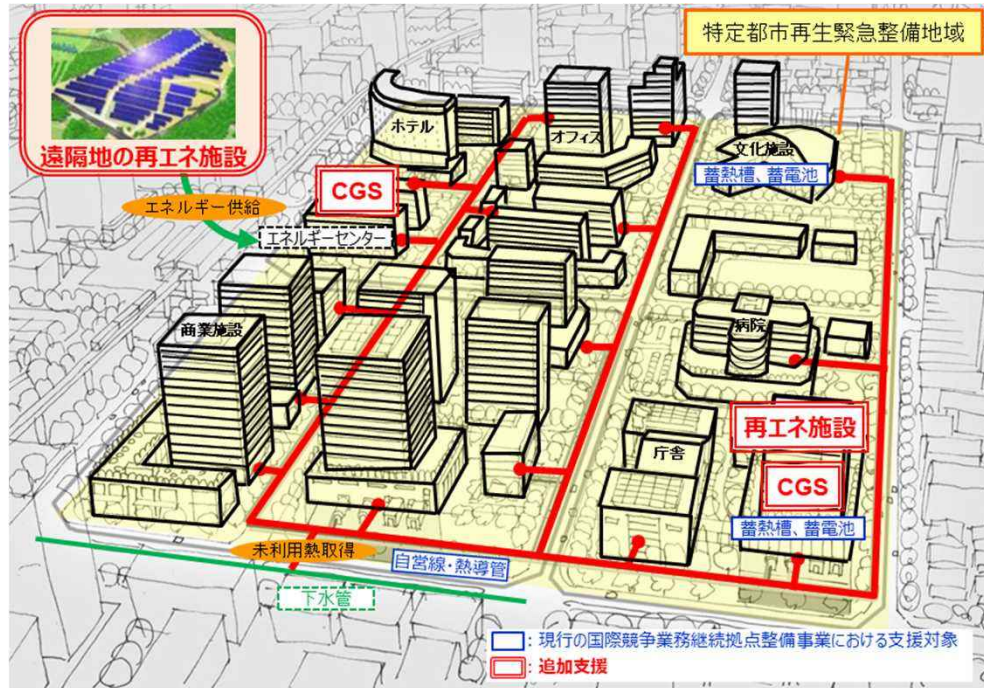 特定都市再生緊急整備地域
遠隔地の再エネ施設
ホテル
オフィス
文化施設
蓄熱槽、蓄電池
CGS
エネルギー供給
エネルギーセンター
商業施設
病院
再エネ施設
庁舎
CGS
蓄熱槽、蓄電池
未利用熱取得
自営線・熱導管
下水管
：現行の国際競争業務継続拠点整備事業における支援対象
：追加支援